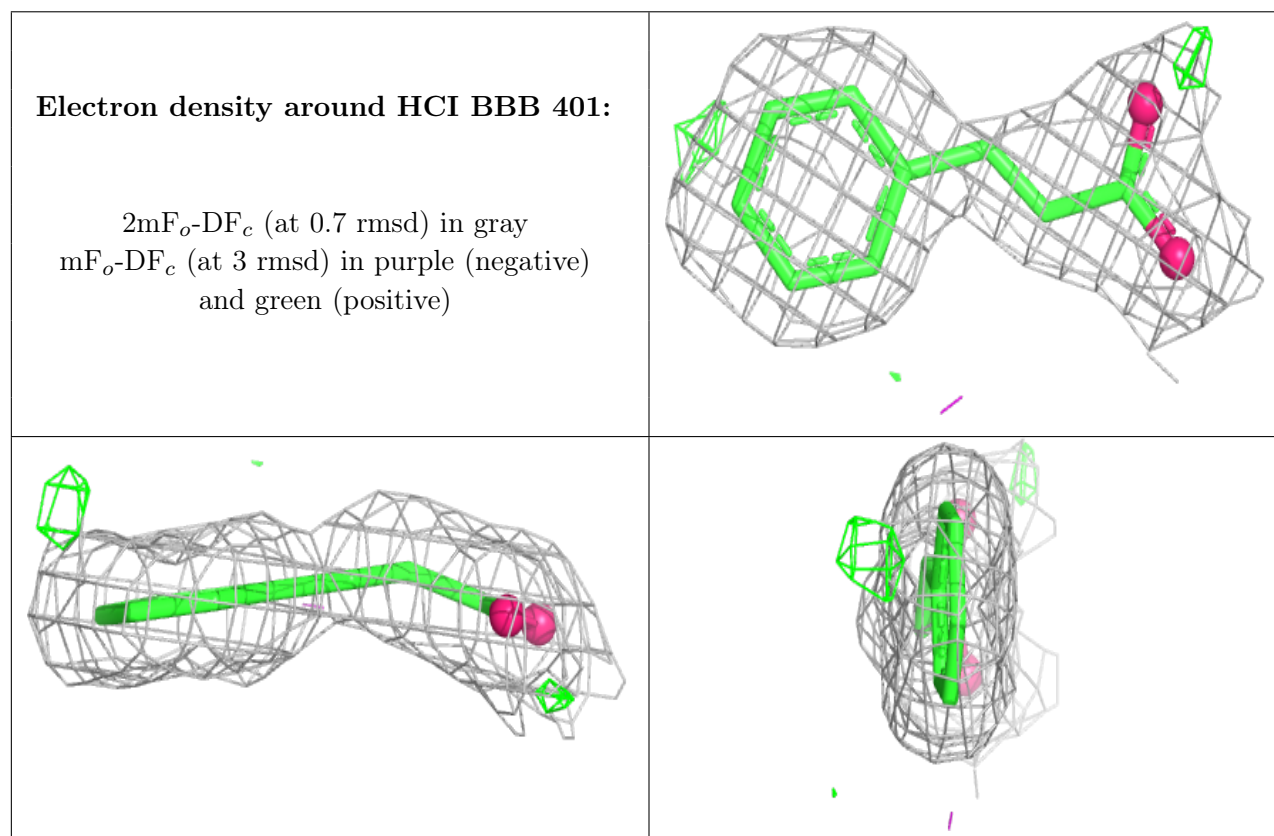 Electron density around HCI BBB 401:
2mFₒ-DF𝒸 (at 0.7 rmsd) in gray
mFₒ-DF𝒸 (at 3 rmsd) in purple (negative)
and green (positive)